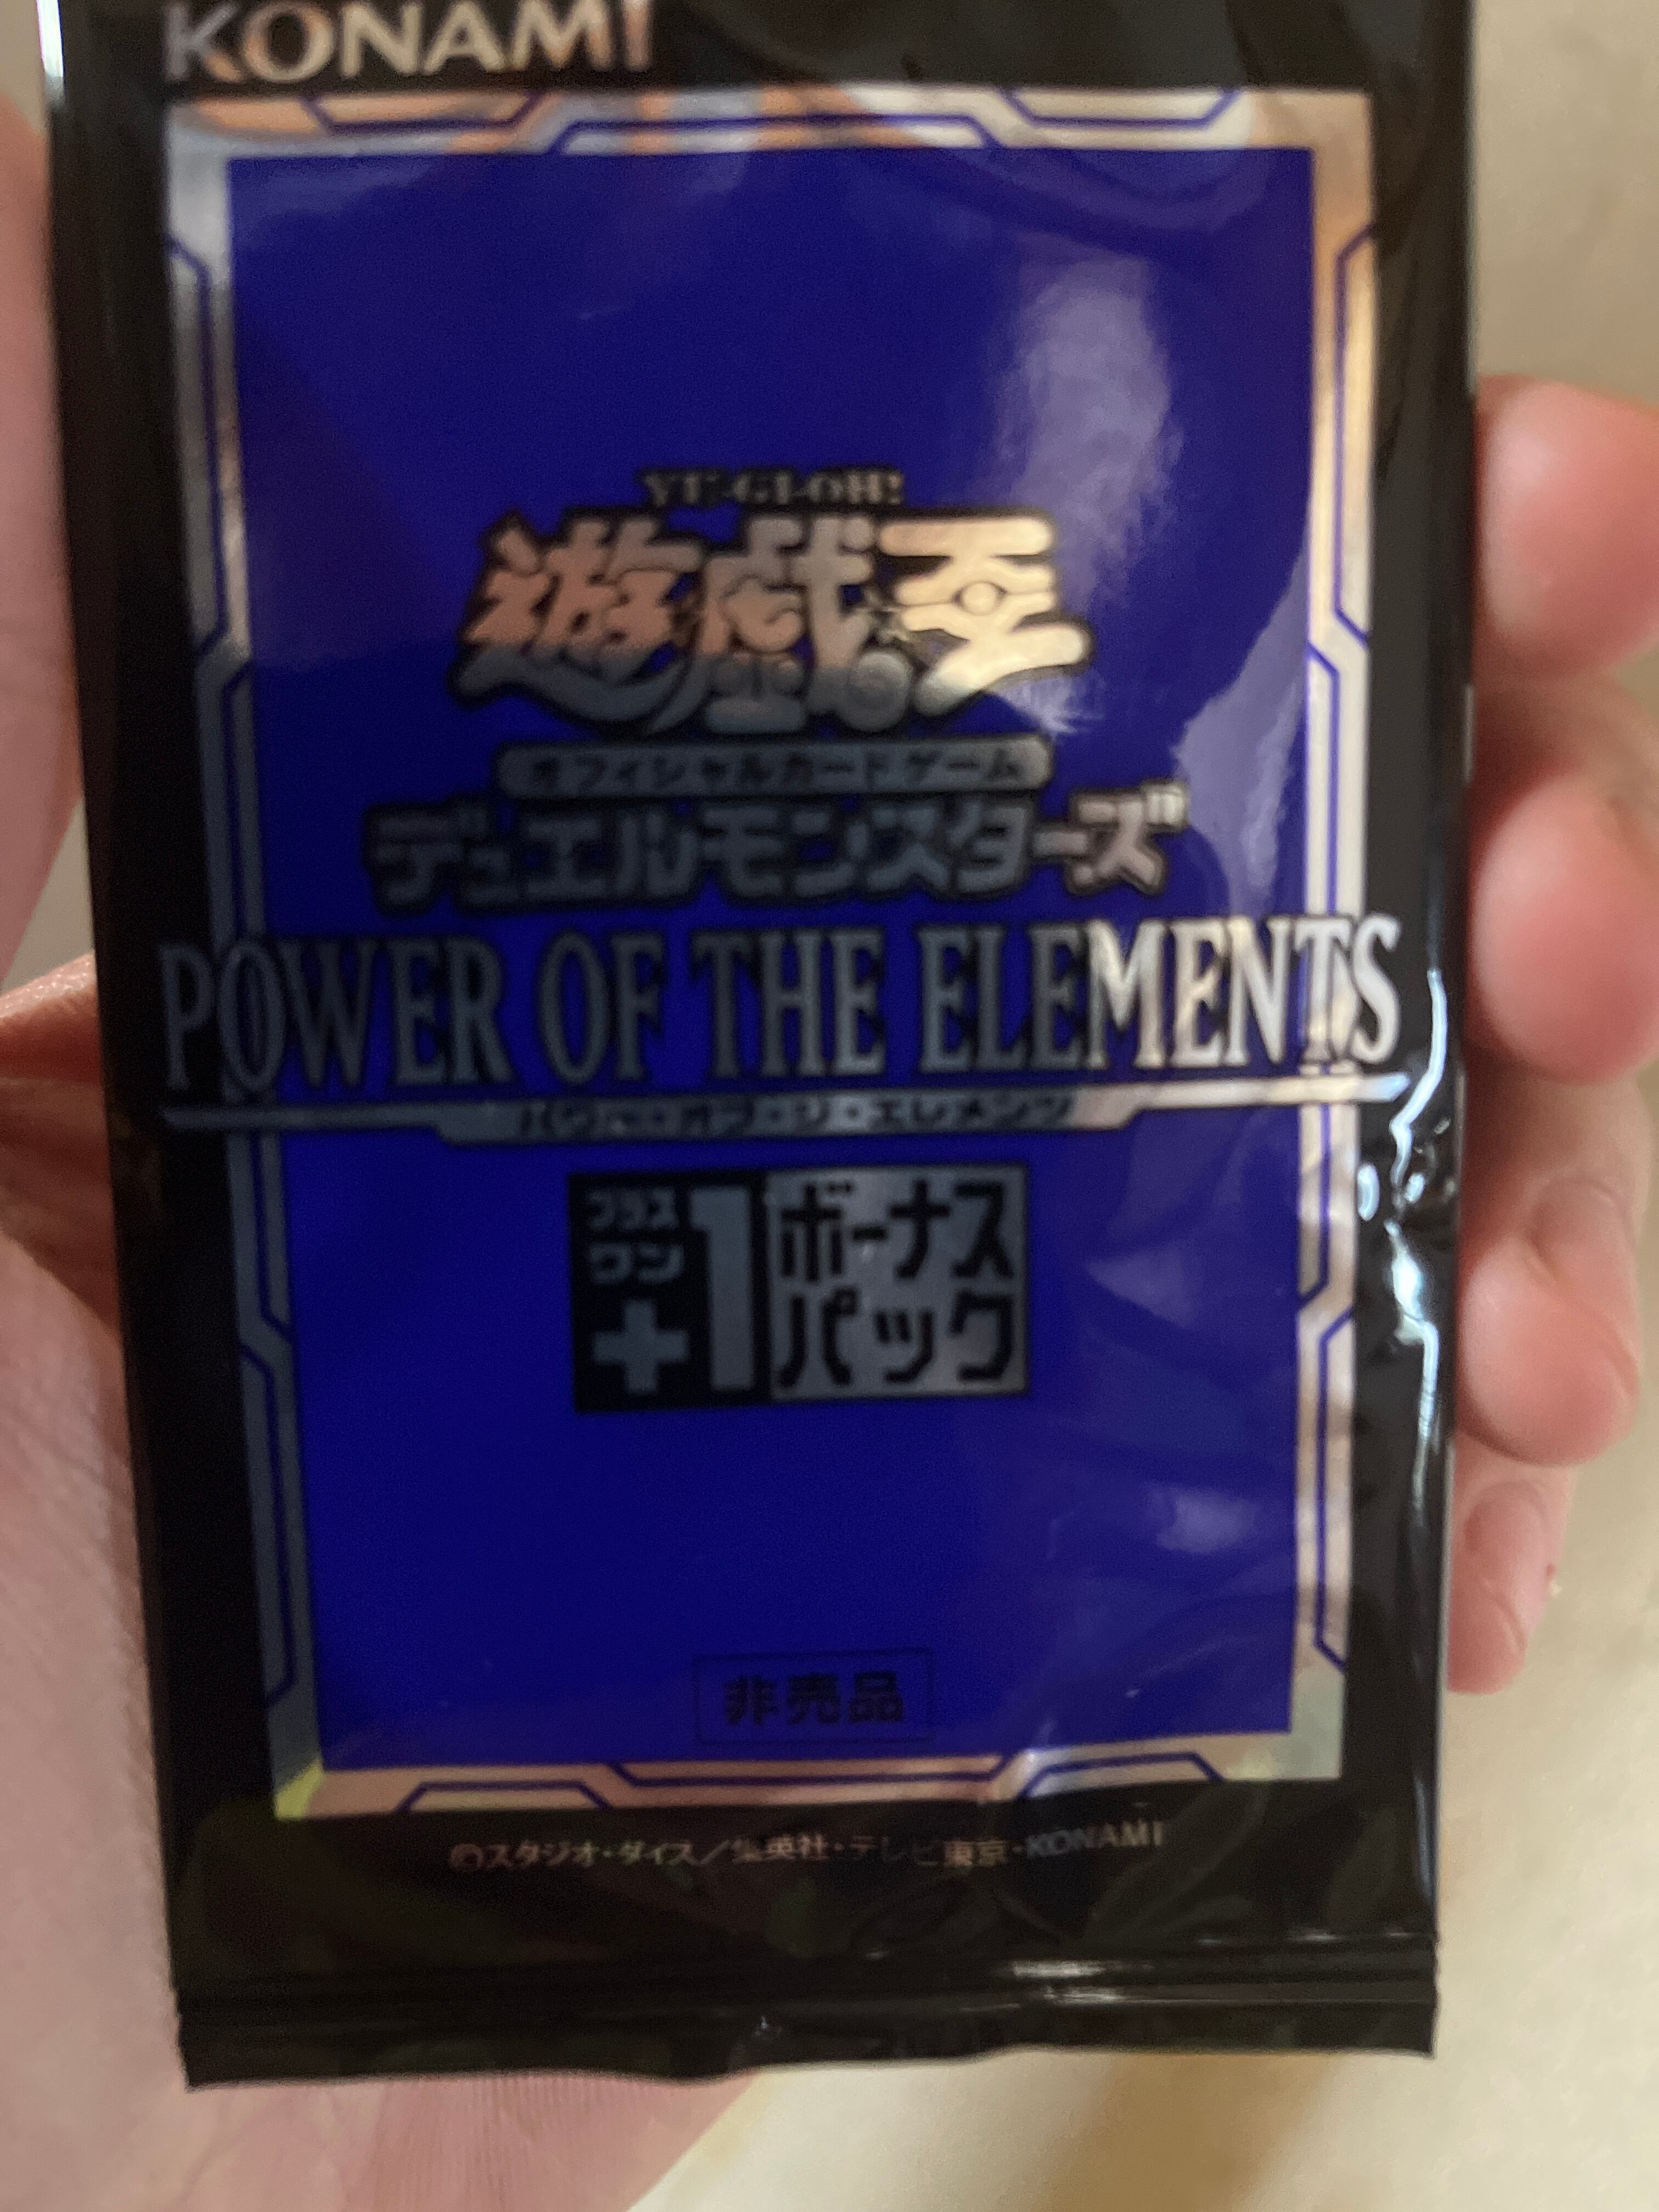 KONAMI
YU-GI-OH!
遊戯王
オフィシャルカードゲーム
デュエルモンスターズ
POWER OF THE ELEMENTS
パワー・オブ・ジ・エレメンツ
プラス
ワン
+1
ボーナス
パック
非売品
©スタジオ・ダイス/集英社・テレビ東京・KONAMI